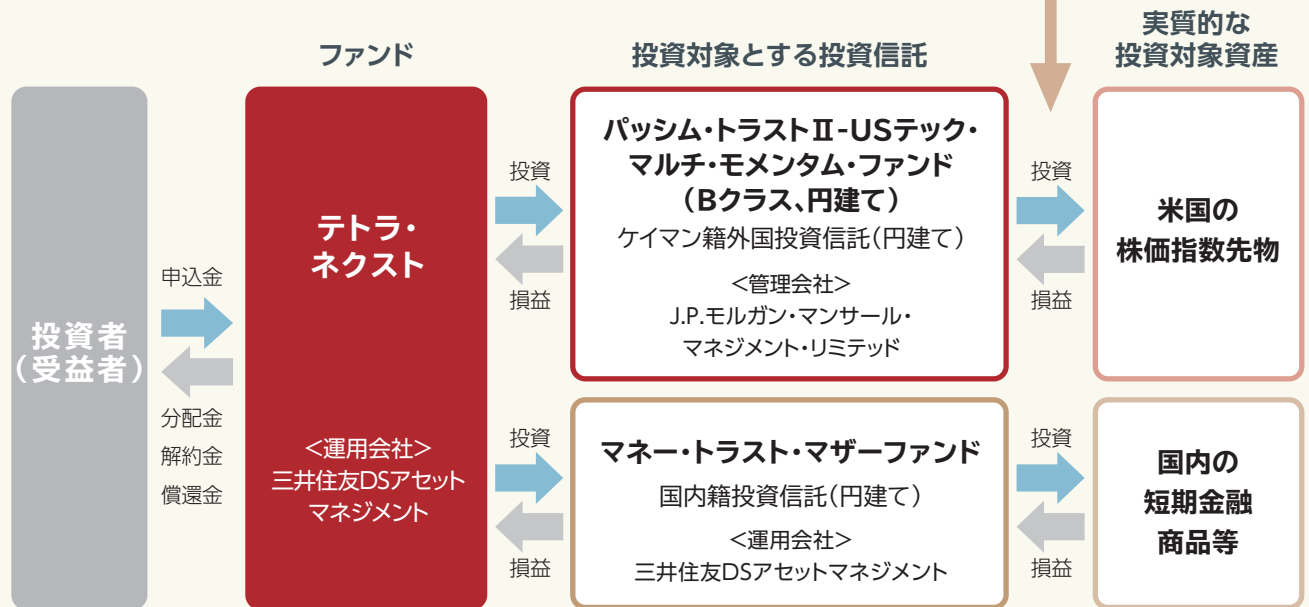 ファンド
投資対象とする投資信託
実質的な
投資対象資産
投資者
(受益者)
申込金
分配金
解約金
償還金
テトラ・
ネクスト
<運用会社>
三井住友DSアセット
マネジメント
投資
損益
パッシム・トラストⅡ-USテック・
マルチ・モメンタム・ファンド
(Bクラス、円建て)
ケイマン籍外国投資信託(円建て)
<管理会社>
J.P.モルガン・マンサール・
マネジメント・リミテッド
投資
損益
米国の
株価指数先物
投資
損益
マネー・トラスト・マザーファンド
国内籍投資信託(円建て)
<運用会社>
三井住友DSアセットマネジメント
投資
損益
国内の
短期金融
商品等